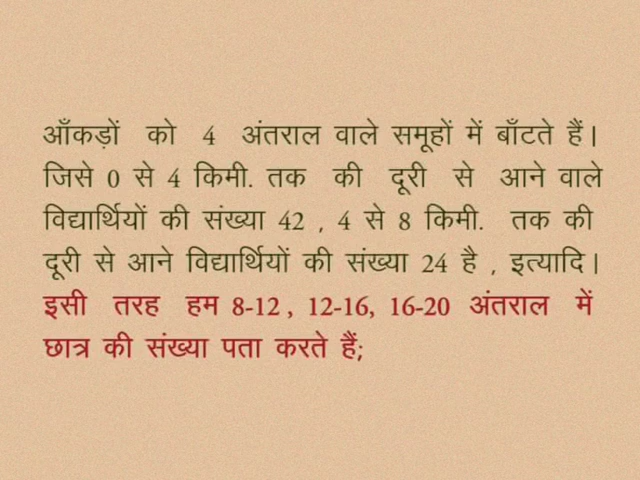 आँकड़ों को 4 अंतराल वाले समूहों में बाँटते हैं।
जिसे 0 से 4 किमी. तक की दूरी से आने वाले
विद्यार्थियों की संख्या 42 , 4 से 8 किमी. तक की
दूरी से आने विद्यार्थियों की संख्या 24 है , इत्यादि।
इसी तरह हम 8-12 , 12-16, 16-20 अंतराल में
छात्र की संख्या पता करते हैं;